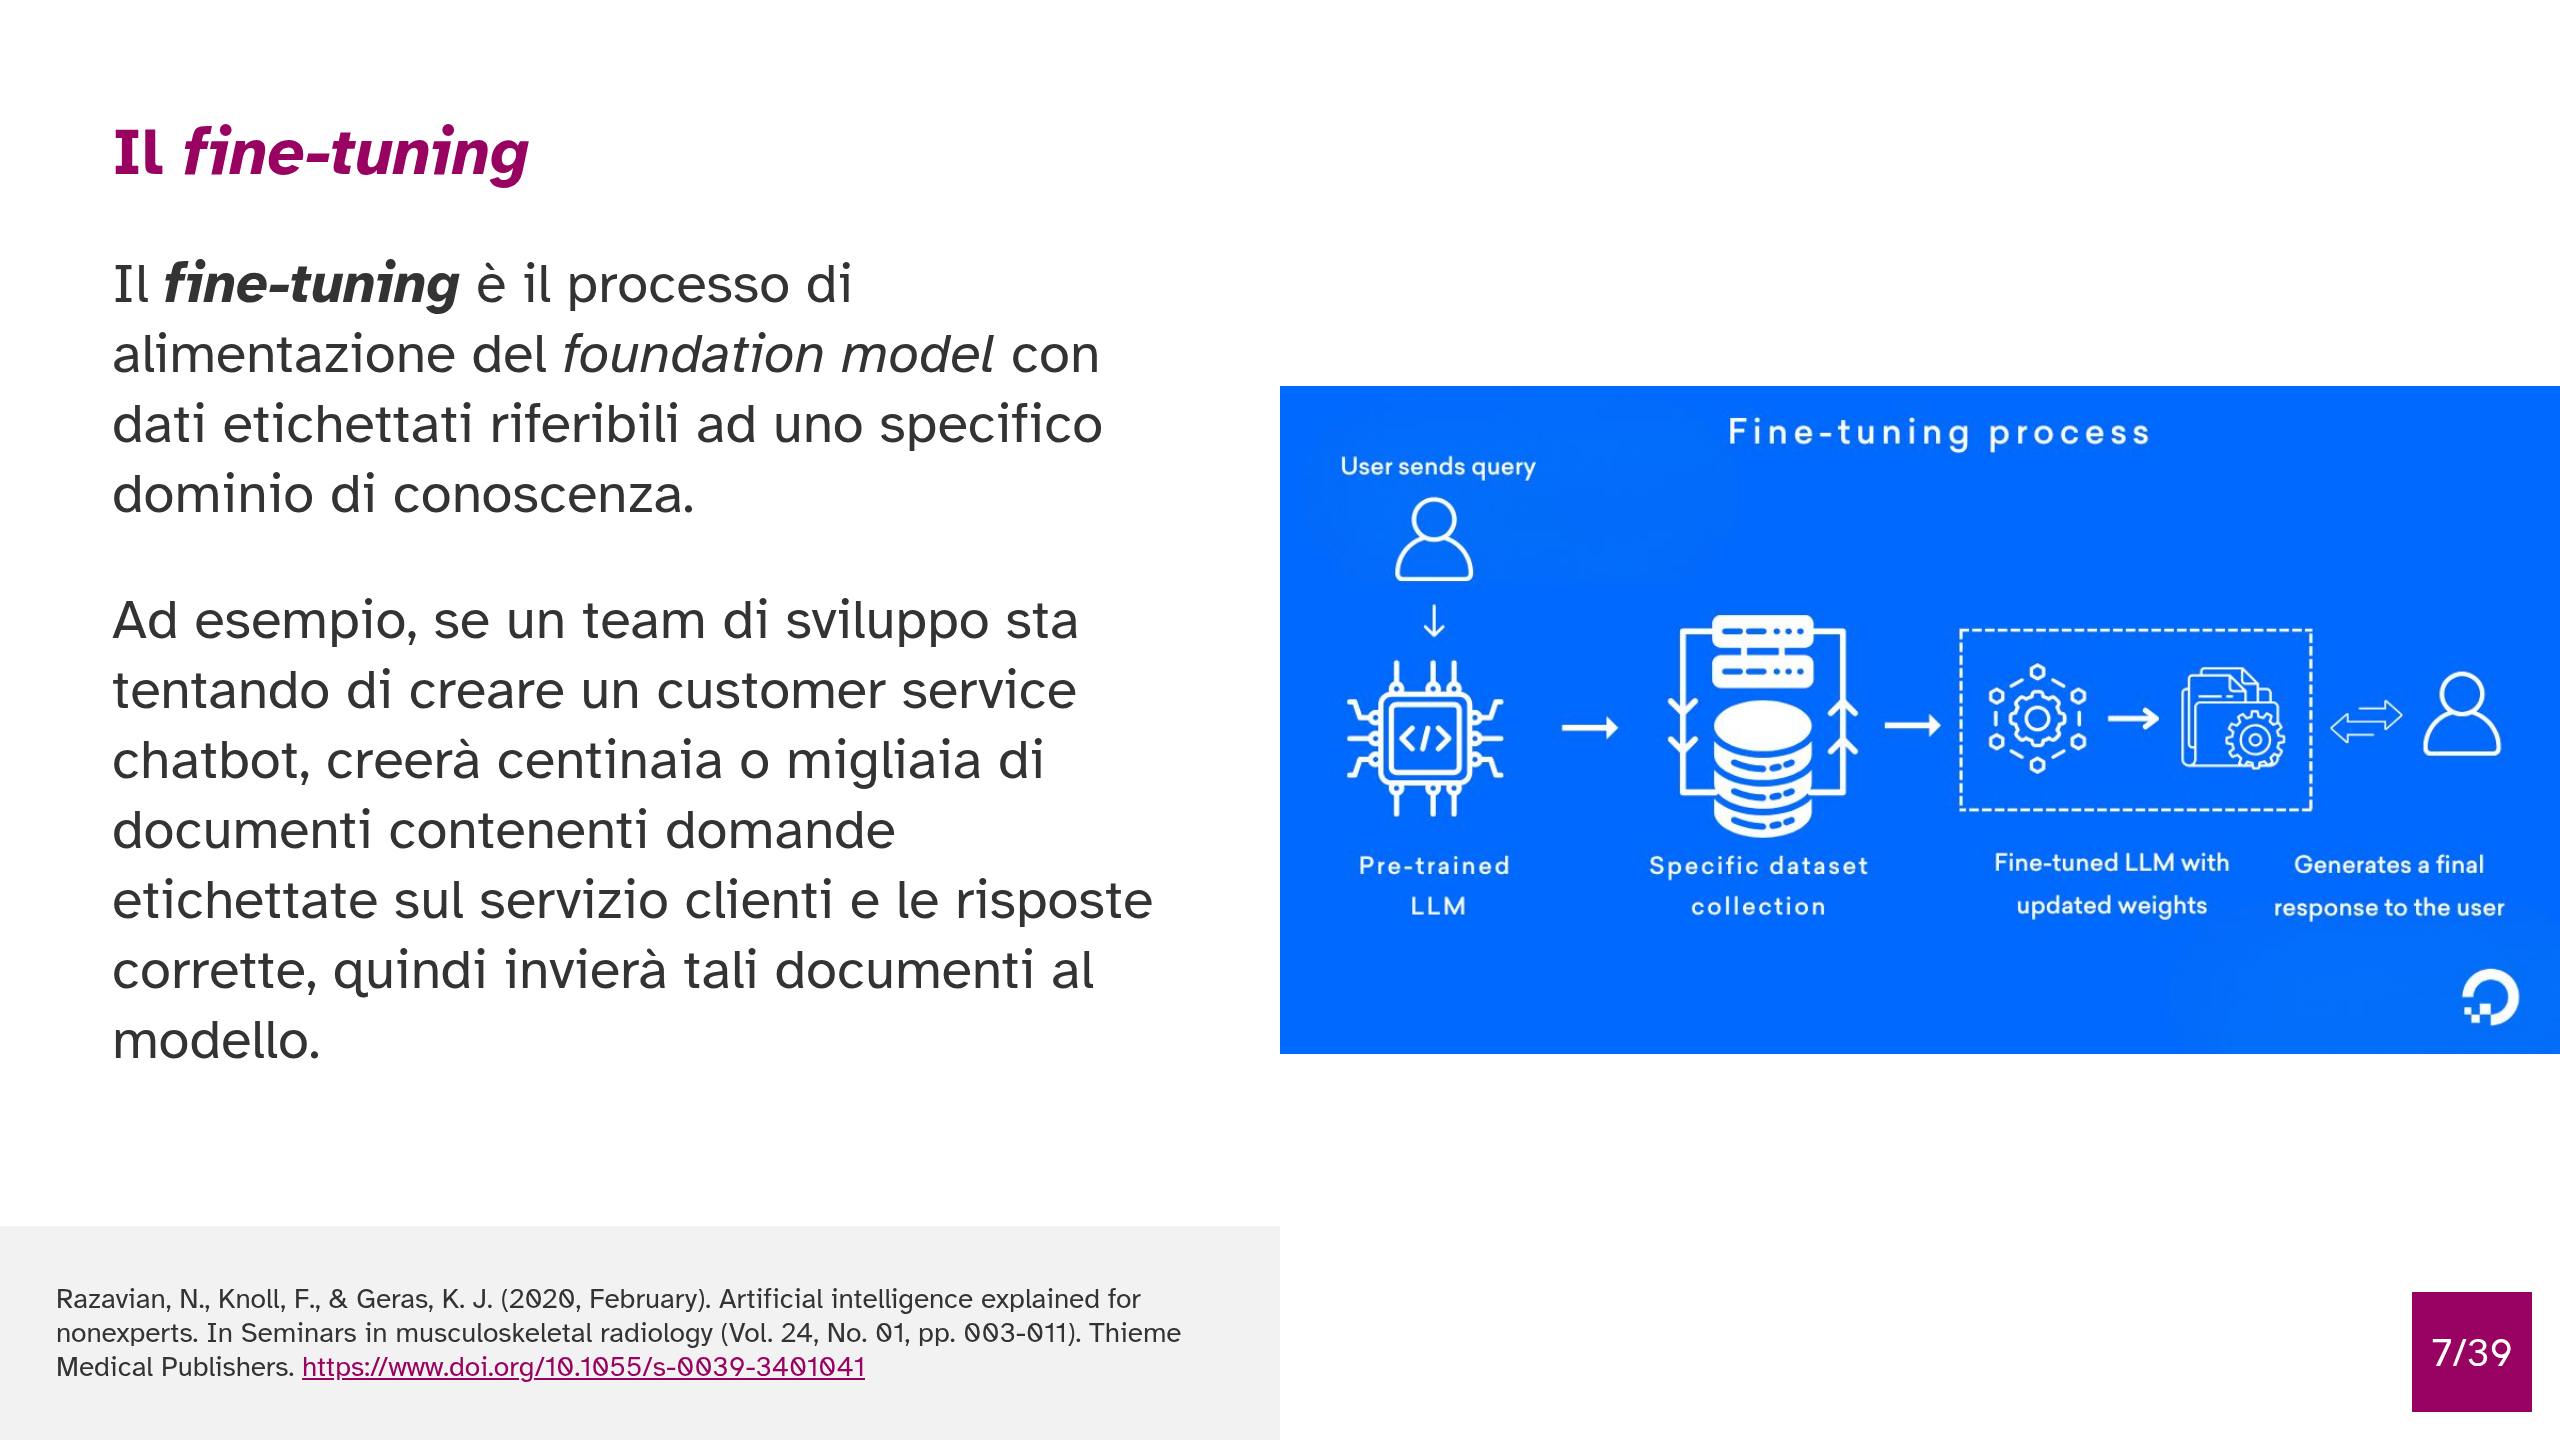 Il fine-tuning
Il fine-tuning è il processo di
alimentazione del foundation model con
dati etichettati riferibili ad uno specifico
dominio di conoscenza.
Ad esempio, se un team di sviluppo sta
tentando di creare un customer service
chatbot, creerà centinaia o migliaia di
documenti contenenti domande
etichettate sul servizio clienti e le risposte
corrette, quindi invierà tali documenti al
modello.
Fine-tuning process
User sends query
</>
Pre-trained
LLM
Specific dataset
collection
Fine-tuned LLM with
updated weights
Generates a final
response to the user
Razavian, N., Knoll, F., & Geras, K. J. (2020, February). Artificial intelligence explained for
nonexperts. In Seminars in musculoskeletal radiology (Vol. 24, No. 01, pp. 003-011). Thieme
Medical Publishers. https://www.doi.org/10.1055/s-0039-3401041
7/39